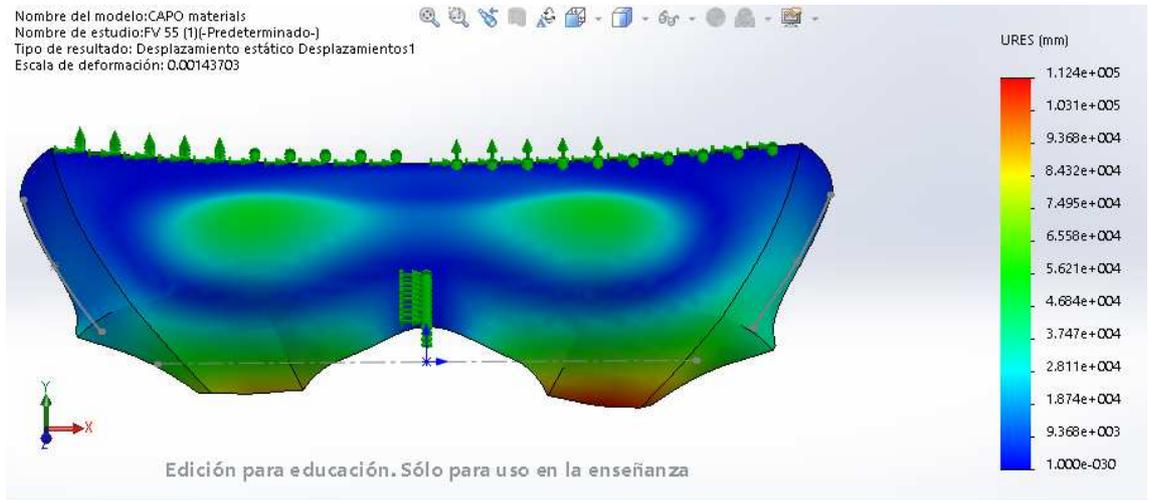 Nombre del modelo:CAPO materials
Nombre de estudio:FV 55 (1)(-Predeterminado-)
Tipo de resultado: Desplazamiento estático Desplazamientos1
Escala de deformación: 0.00143703
URES (mm)
1.124e+005
1.031e+005
9.368e+004
8.432e+004
7.495e+004
6.558e+004
5.621e+004
4.684e+004
3.747e+004
2.811e+004
1.874e+004
9.368e+003
1.000e-030
Y
X
Z
Edición para educación. Sólo para uso en la enseñanza